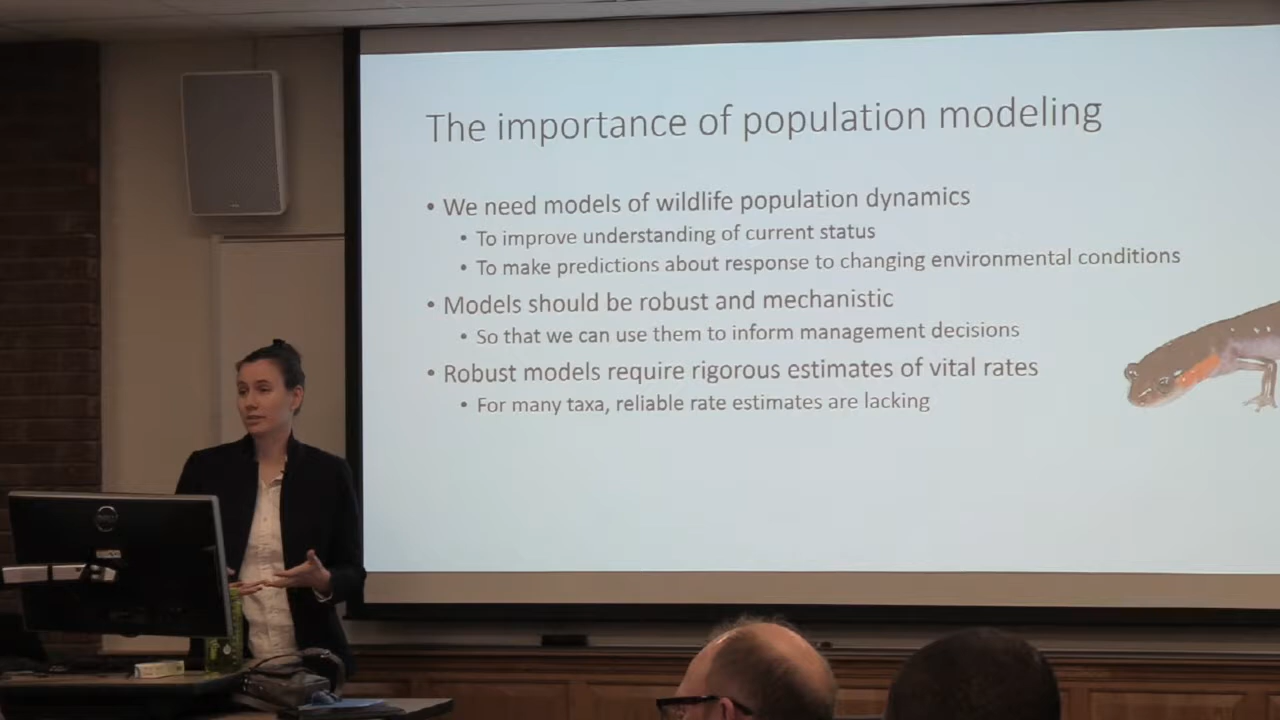 The importance of population modeling
• We need models of wildlife population dynamics
• To improve understanding of current status
• To make predictions about response to changing environmental conditions
• Models should be robust and mechanistic
• So that we can use them to inform management decisions
• Robust models require rigorous estimates of vital rates
• For many taxa, reliable rate estimates are lacking